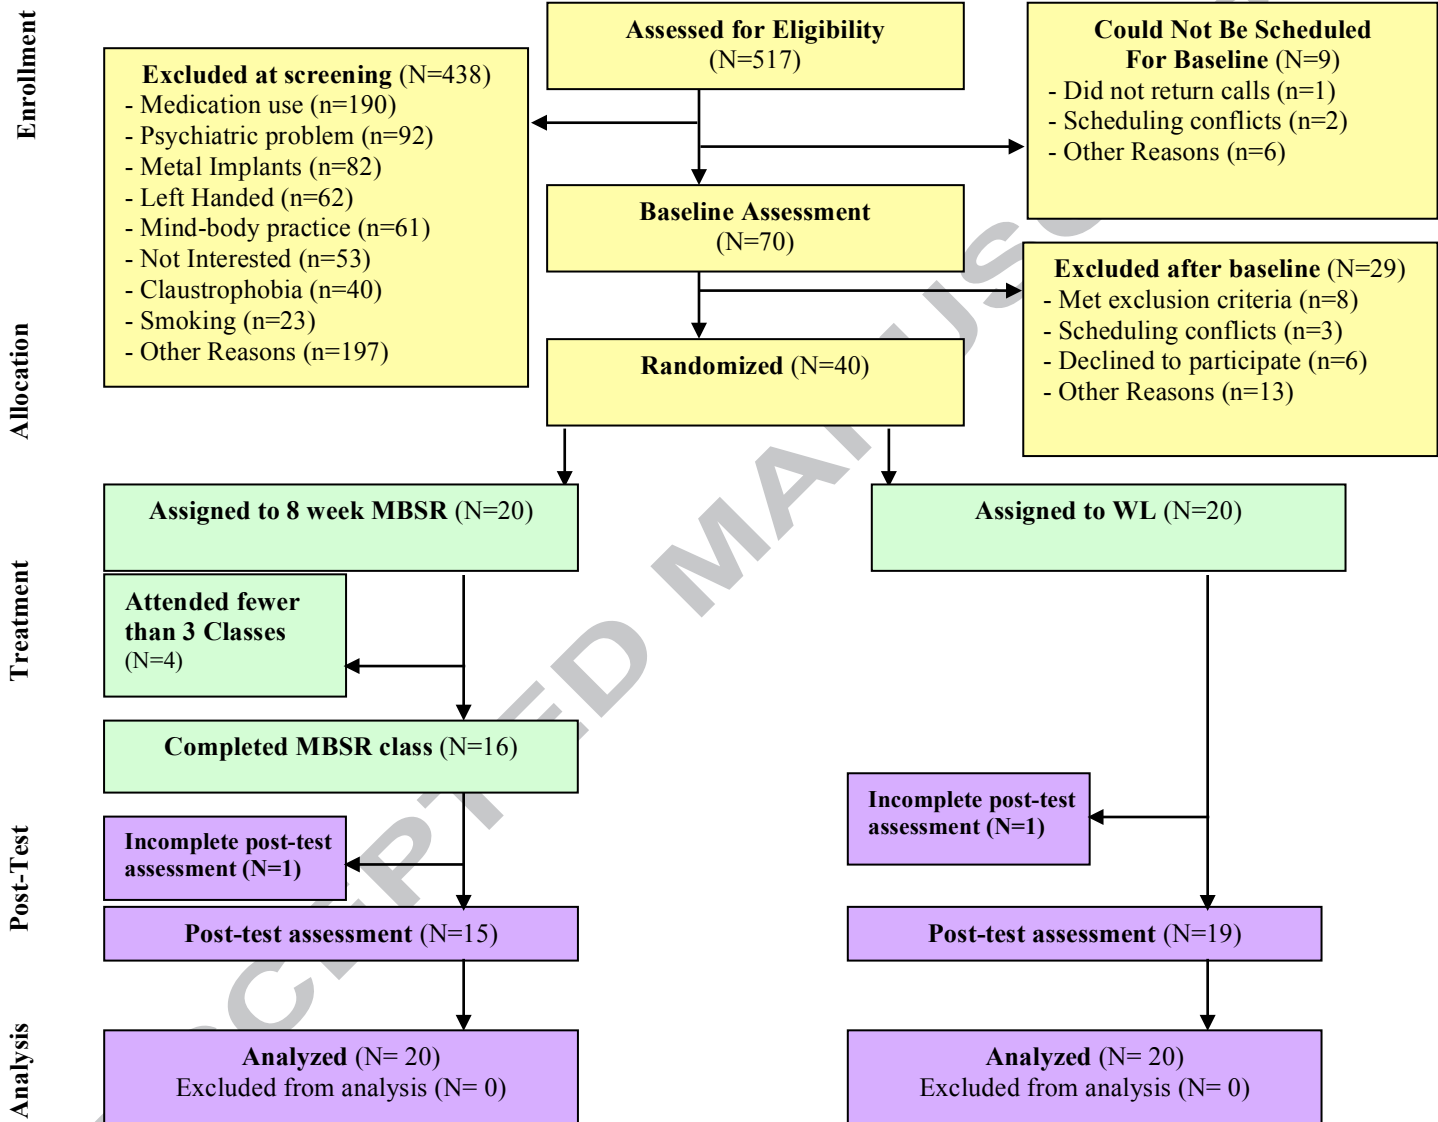 Enrollment
Assessed for Eligibility
(N=517)
Could Not Be Scheduled
For Baseline (N=9)
- Did not return calls (n=1)
- Scheduling conflicts (n=2)
- Other Reasons (n=6)
Excluded at screening (N=438)
- Medication use (n=190)
- Psychiatric problem (n=92)
- Metal Implants (n=82)
- Left Handed (n=62)
- Mind-body practice (n=61)
- Not Interested (n=53)
- Claustrophobia (n=40)
- Smoking (n=23)
- Other Reasons (n=197)
Baseline Assessment
(N=70)
Excluded after baseline (N=29)
- Met exclusion criteria (n=8)
- Scheduling conflicts (n=3)
- Declined to participate (n=6)
- Other Reasons (n=13)
Allocation
Randomized (N=40)
Assigned to 8 week MBSR (N=20)
Assigned to WL (N=20)
Treatment
Attended fewer
than 3 Classes
(N=4)
Completed MBSR class (N=16)
Post-Test
Incomplete post-test
assessment (N=1)
Incomplete post-test
assessment (N=1)
Post-test assessment (N=15)
Post-test assessment (N=19)
Analysis
Analyzed (N= 20)
Excluded from analysis (N= 0)
Analyzed (N= 20)
Excluded from analysis (N= 0)